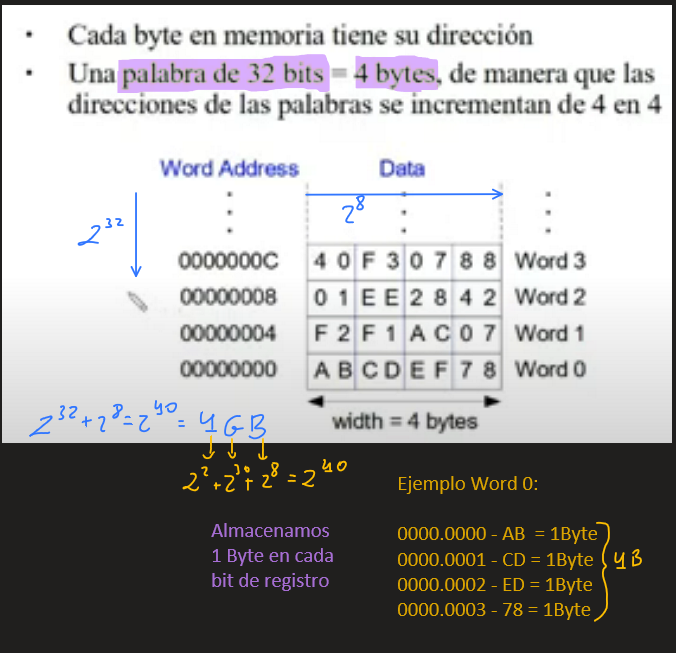 • Cada byte en memoria tiene su dirección
• Una palabra de 32 bits = 4 bytes, de manera que las
direcciones de las palabras se incrementan de 4 en 4
Word Address Data
2^32
2^8
0000000C 4 0 F 3 0 7 8 8 Word 3
00000008 0 1 E E 2 8 4 2 Word 2
00000004 F 2 F 1 A C 0 7 Word 1
00000000 A B C D E F 7 8 Word 0
width = 4 bytes
2^32 + 2^8 = 2^40 = 4 G B
2^2 + 2^30 + 2^8 = 2^40
Ejemplo Word 0:
Almacenamos
1 Byte en cada
bit de registro
0000.0000 - AB = 1Byte
0000.0001 - CD = 1Byte
0000.0002 - ED = 1Byte
0000.0003 - 78 = 1Byte
4B